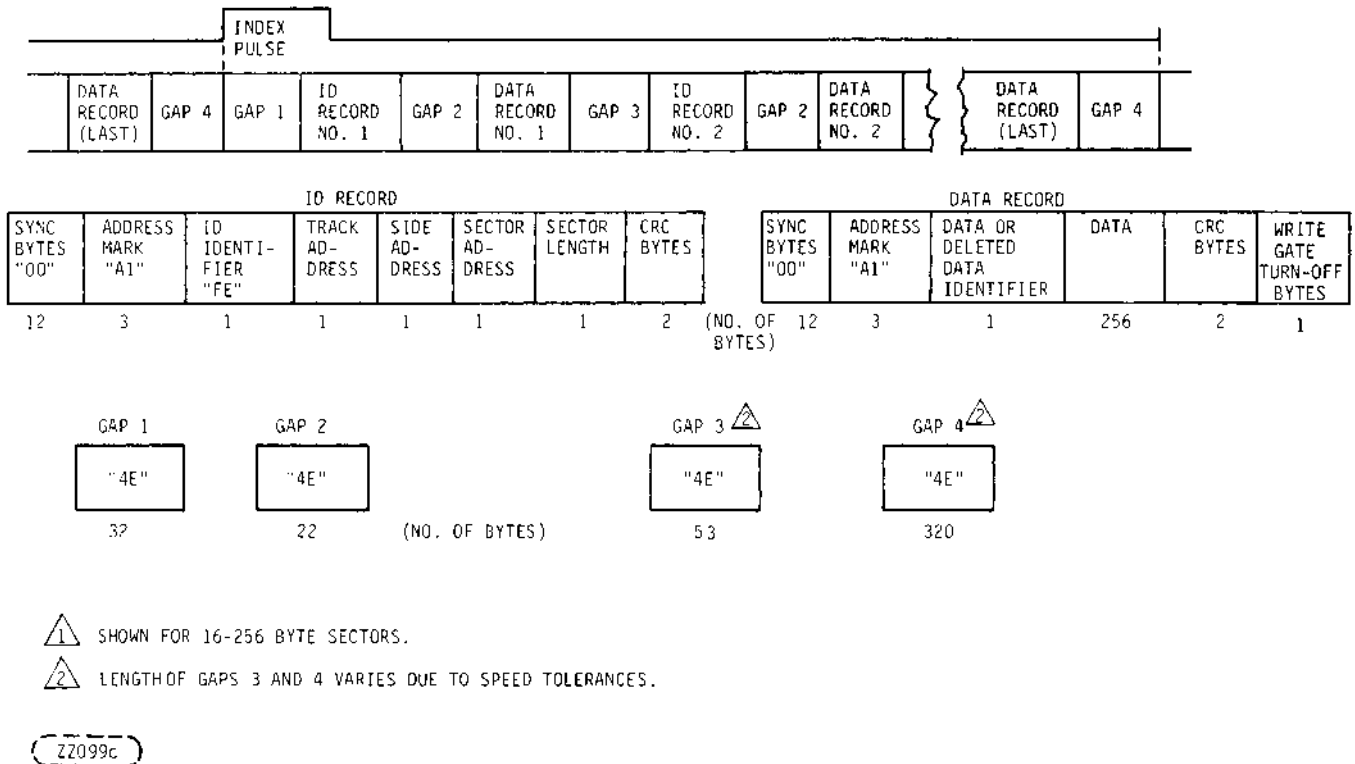 INDEX
PULSE
DATA
RECORD
(LAST)
GAP 4
GAP 1
ID
RECORD
NO. 1
GAP 2
DATA
RECORD
NO. 1
GAP 3
ID
RECORD
NO. 2
GAP 2
DATA
RECORD
NO. 2
DATA
RECORD
(LAST)
GAP 4
ID RECORD
SYNC
BYTES
"00"
ADDRESS
MARK
"A1"
ID
IDENTI-
FIER
"FE"
TRACK
AD-
DRESS
SIDE
AD-
DRESS
SECTOR
AD-
DRESS
SECTOR
LENGTH
CRC
BYTES
12 3 1 1 1 1 1 2
(NO. OF
BYTES)
DATA RECORD
SYNC
BYTES
"00"
ADDRESS
MARK
"A1"
DATA OR
DELETED
DATA
IDENTIFIER
DATA
CRC
BYTES
WRITE
GATE
TURN-OFF
BYTES
12 3 1 256 2 1
GAP 1
"4E"
32
GAP 2
"4E"
22
(NO. OF BYTES)
GAP 3 2
"4E"
53
GAP 4 2
"4E"
320
1 SHOWN FOR 16-256 BYTE SECTORS.
2 LENGTH OF GAPS 3 AND 4 VARIES DUE TO SPEED TOLERANCES.
ZZ099c